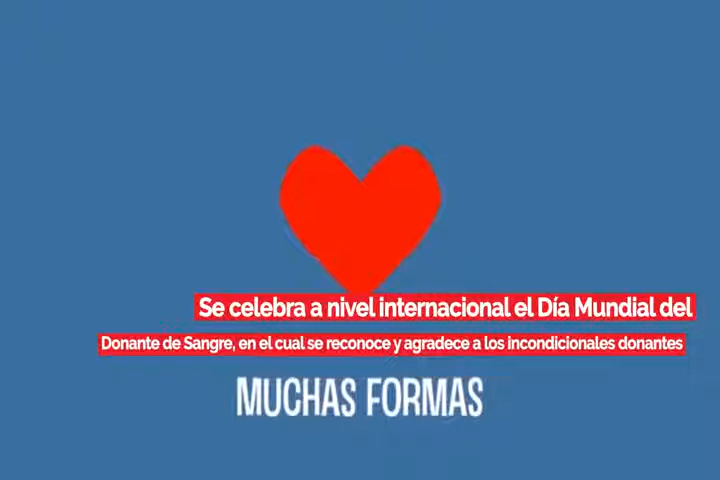 Se celebra a nivel internacional el Día Mundial del
Donante de Sangre, en el cual se reconoce y agradece a los incondicionales donantes
MUCHAS FORMAS